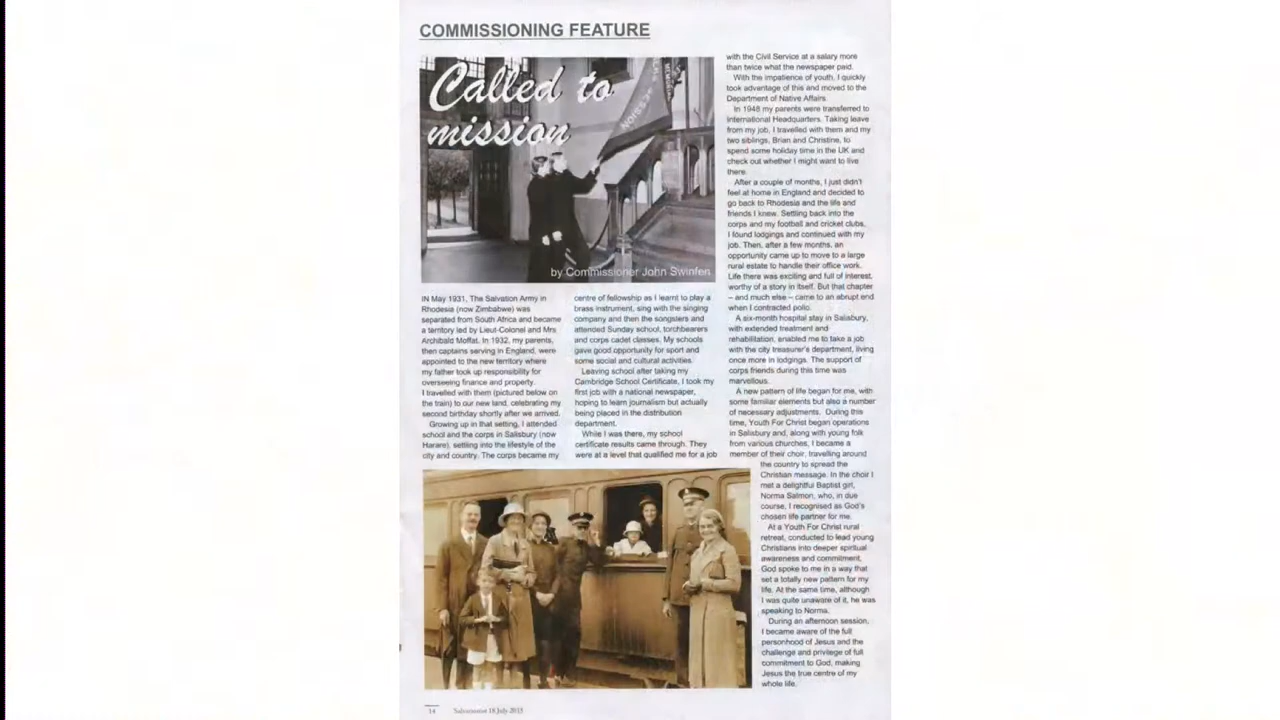 COMMISSIONING FEATURE
Called to
mission
by Commissioner John Swinfen
IN May 1931, The Salvation Army in
Rhodesia (now Zimbabwe) was
separated from South Africa and became
a territory led by Lieut-Colonel and Mrs
Archibald Moffat. In 1932, my parents,
then captains serving in England, were
appointed to the new territory where
my father took up responsibility for
overseeing finance and property.
I travelled with them (pictured below on
the train) to our new land, celebrating my
second birthday shortly after we arrived.
Growing up in that setting, I attended
school and the corps in Salisbury (now
Harare), settling into the lifestyle of the
city and country. The corps became my
centre of fellowship as I learnt to play a
brass instrument, sing with the singing
company and then the songsters and
attended Sunday school, torchbearers
and corps cadet classes. My schools
gave good opportunity for sport and
some social and cultural activities.
Leaving school after taking my
Cambridge School Certificate, I took my
first job with a national newspaper,
hoping to learn journalism but actually
being placed in the distribution
department.
While I was there, my school
certificate results came through. They
were at a level that qualified me for a job
with the Civil Service at a salary more
than twice what the newspaper paid.
With the impatience of youth, I quickly
took advantage of this and moved to the
Department of Native Affairs.
In 1948 my parents were transferred to
International Headquarters. Taking leave
from my job, I travelled with them and my
two siblings, Brian and Christine, to
spend some holiday time in the UK and
check out whether I might want to live
there.
After a couple of months, I just didn't
feel at home in England and decided to
go back to Rhodesia and the life and
friends I knew. Settling back into the
corps and my football and cricket clubs,
I found lodgings and continued with my
job. Then, after a few months, an
opportunity came up to move to a large
rural estate to handle their office work.
Life there was exciting and full of interest,
worthy of a story in itself. But that chapter
– and much else – came to an abrupt end
when I contracted polio.
A six-month hospital stay in Salisbury,
with extended treatment and
rehabilitation, enabled me to take a job
with the city treasurer's department, living
once more in lodgings. The support of
corps friends during this time was
marvellous.
A new pattern of life began for me, with
some familiar elements but also a number
of necessary adjustments. During this
time, Youth For Christ began operations
in Salisbury and, along with young folk
from various churches, I became a
member of their choir, travelling around
the country to spread the
Christian message. In the choir I
met a delightful Baptist girl,
Norma Salmon, who, in due
course, I recognised as God's
chosen life partner for me.
At a Youth For Christ rural
retreat, conducted to lead young
Christians into deeper spiritual
awareness and commitment,
God spoke to me in a way that
set a totally new pattern for my
life. At the same time, although
I was quite unaware of it, he was
speaking to Norma.
During an afternoon session,
I became aware of the full
personhood of Jesus and the
challenge and privilege of full
commitment to God, making
Jesus the true centre of my
whole life.
14 Salvationist 18 July 2015